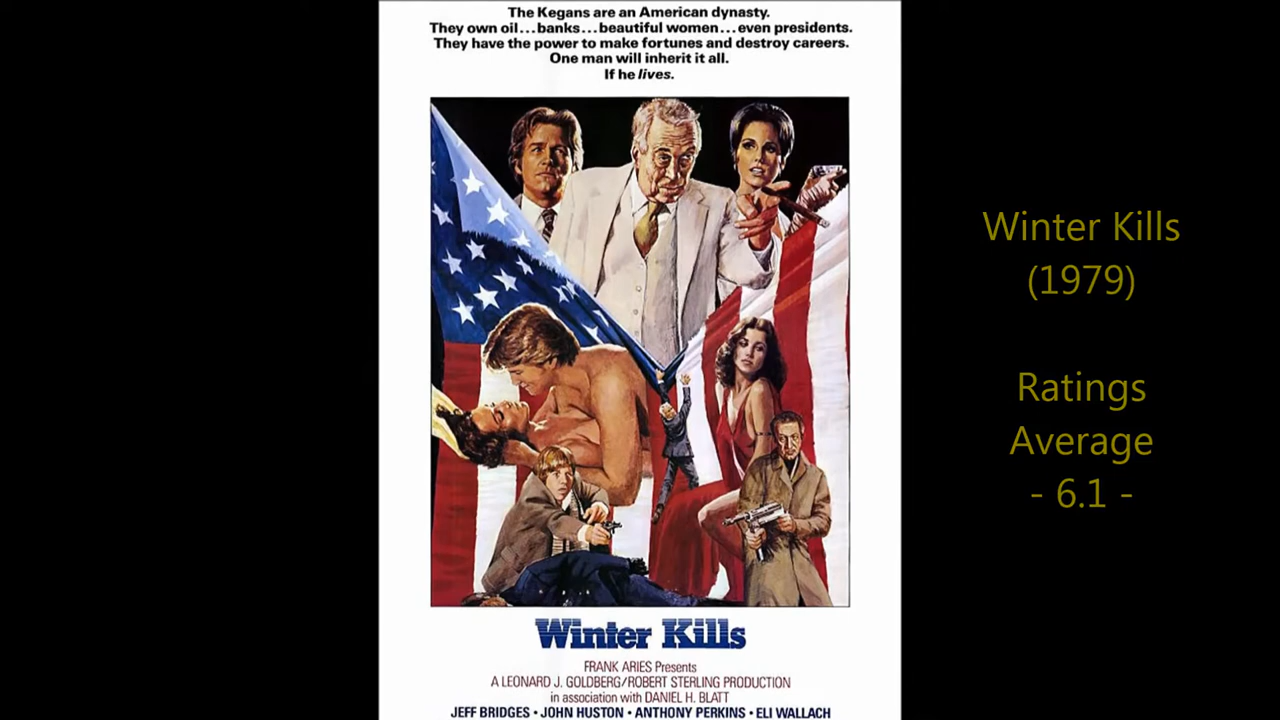 The Kegans are an American dynasty.
They own oil...banks...beautiful women...even presidents.
They have the power to make fortunes and destroy careers.
One man will inherit it all.
If he lives.
Winter Kills
(1979)
Ratings
Average
- 6.1 -
Winter Kills
FRANK ARIES Presents
A LEONARD J. GOLDBERG/ROBERT STERLING PRODUCTION
in association with DANIEL H. BLATT
JEFF BRIDGES • JOHN HUSTON • ANTHONY PERKINS • ELI WALLACH